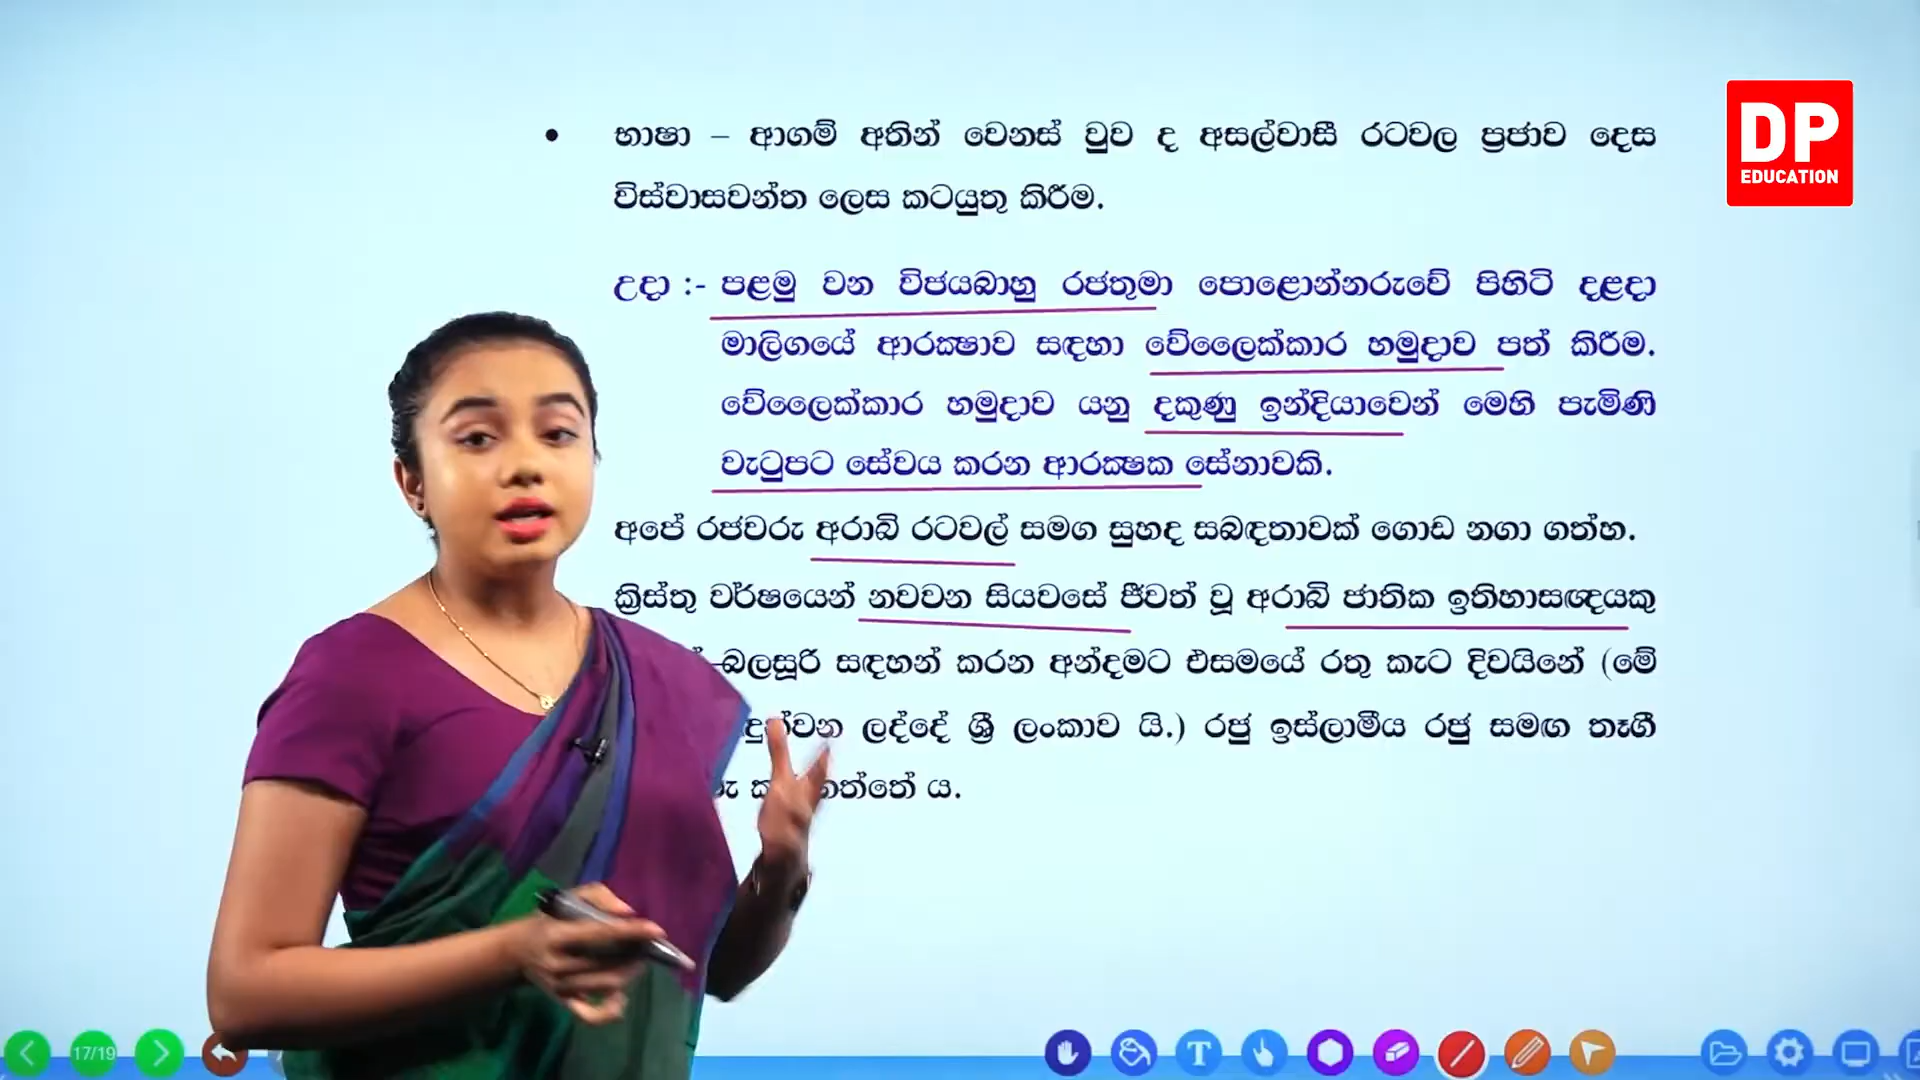 DP
EDUCATION
• භාෂා – ආගම් අතින් වෙනස් වුව ද අසල්වාසී රටවල ප්‍රජාව දෙස
විස්වාසවන්ත ලෙස කටයුතු කිරීම.
උදා :- පළමු වන විජයබාහු රජතුමා පොළොන්නරුවේ පිහිටි දළදා
මාලිගයේ ආරක්‍ෂාව සඳහා වේලෛක්කාර හමුදාව පත් කිරීම.
වේලෛක්කාර හමුදාව යනු දකුණු ඉන්දියාවෙන් මෙහි පැමිණි
වැටුපට සේවය කරන ආරක්‍ෂක සේනාවකි.
අපේ රජවරු අරාබි රටවල් සමග සුහද සබඳතාවක් ගොඩ නගා ගත්හ.
ක්‍රිස්තු වර්ෂයෙන් නවවන සියවසේ ජීවත් වූ අරාබි ජාතික ඉතිහාසඥයකු
–බලසූරි සඳහන් කරන අන්දමට එසමයේ රතු කැට දිවයිනේ (මේ
ලද්දේ ශ්‍රී ලංකාව යි.) රජු ඉස්ලාමීය රජු සමඟ තෑගී
ය.
17/19